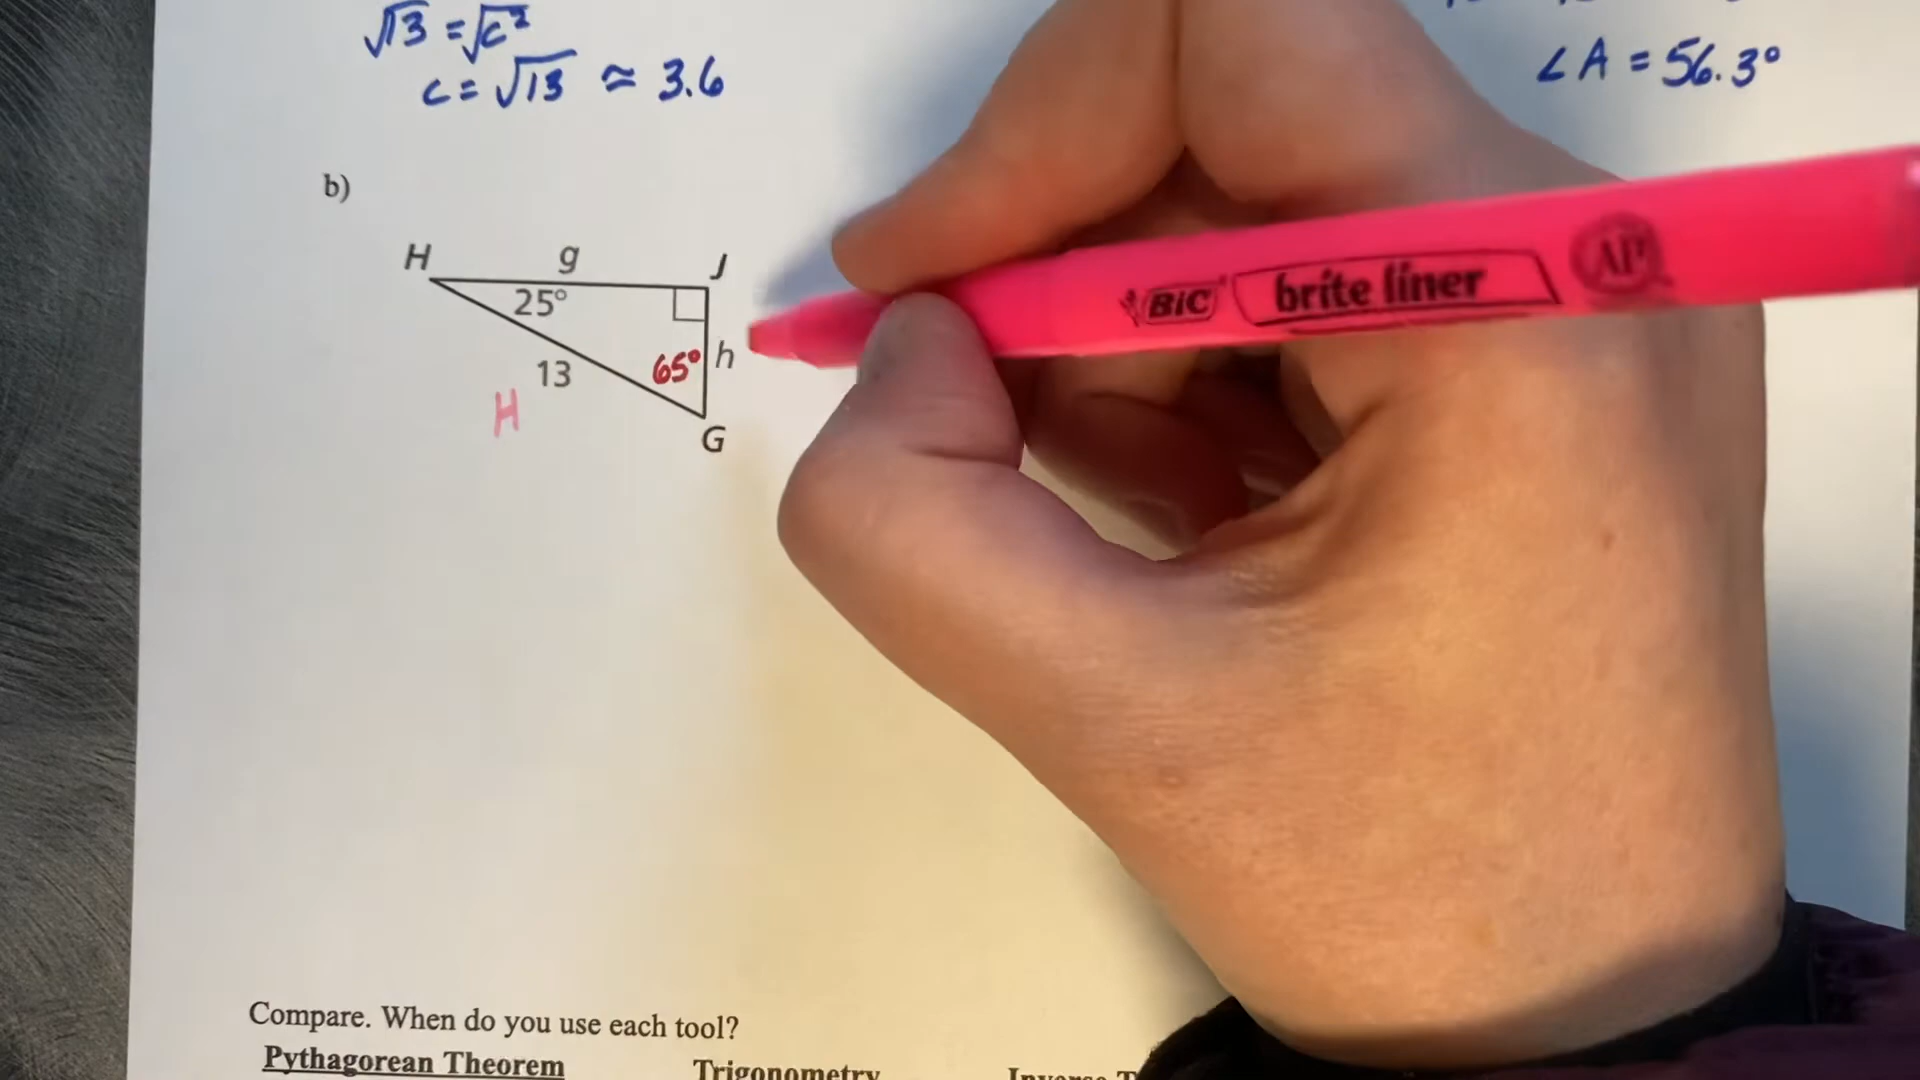 √13 = √c²
c = √13 ≈ 3.6
∠A = 56.3°
b)
H g J
25°
65° h
13
H
G
BIC brite liner AP
Compare. When do you use each tool?
Pythagorean Theorem Trigonometry